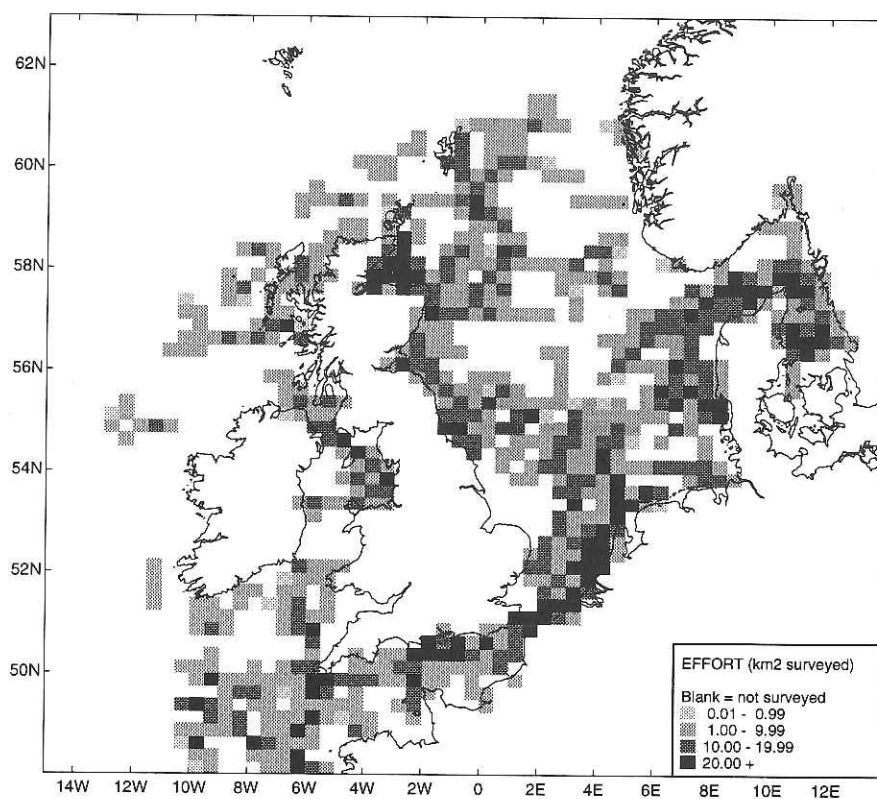 62N
60N
58N
56N
54N
52N
50N
EFFORT (km2 surveyed)
Blank = not surveyed
0.01 - 0.99
1.00 - 9.99
10.00 - 19.99
20.00 +
14W 12W 10W 8W 6W 4W 2W 0 2E 4E 6E 8E 10E 12E